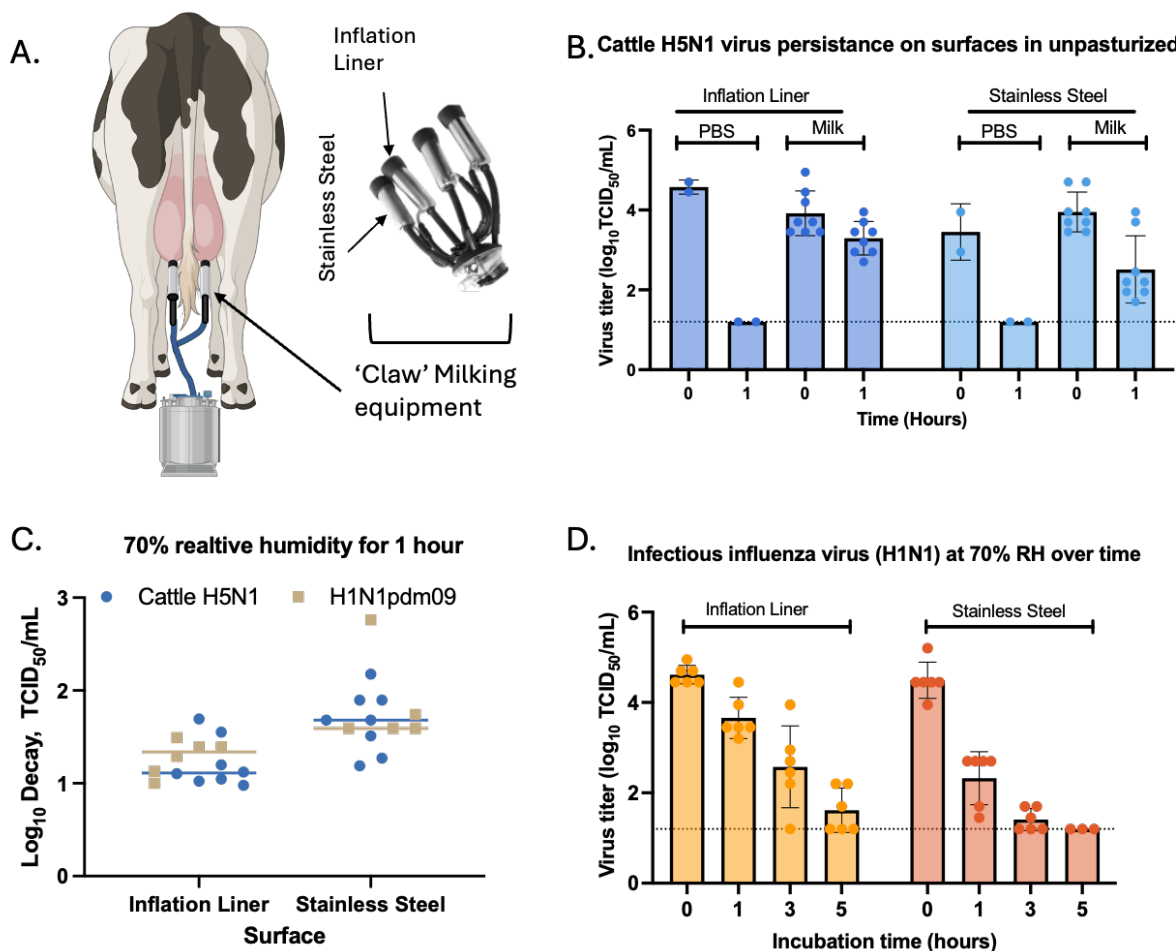 A.
Inflation
Liner
Stainless Steel
‘Claw’ Milking
equipment
B. Cattle H5N1 virus persistance on surfaces in unpasturized
Inflation Liner
Stainless Steel
PBS
Milk
PBS
Milk
Virus titer (log10 TCID50/mL)
6
4
2
0
0 1 0 1 0 1 0 1
Time (Hours)
C.
70% realtive humidity for 1 hour
Cattle H5N1 H1N1pdm09
Log10 Decay, TCID50/mL
3
2
1
0
Inflation Liner Stainless Steel
Surface
D.
Infectious influenza virus (H1N1) at 70% RH over time
Inflation Liner
Stainless Steel
Virus titer (log10 TCID50/mL)
6
4
2
0
0 1 3 5 0 1 3 5
Incubation time (hours)